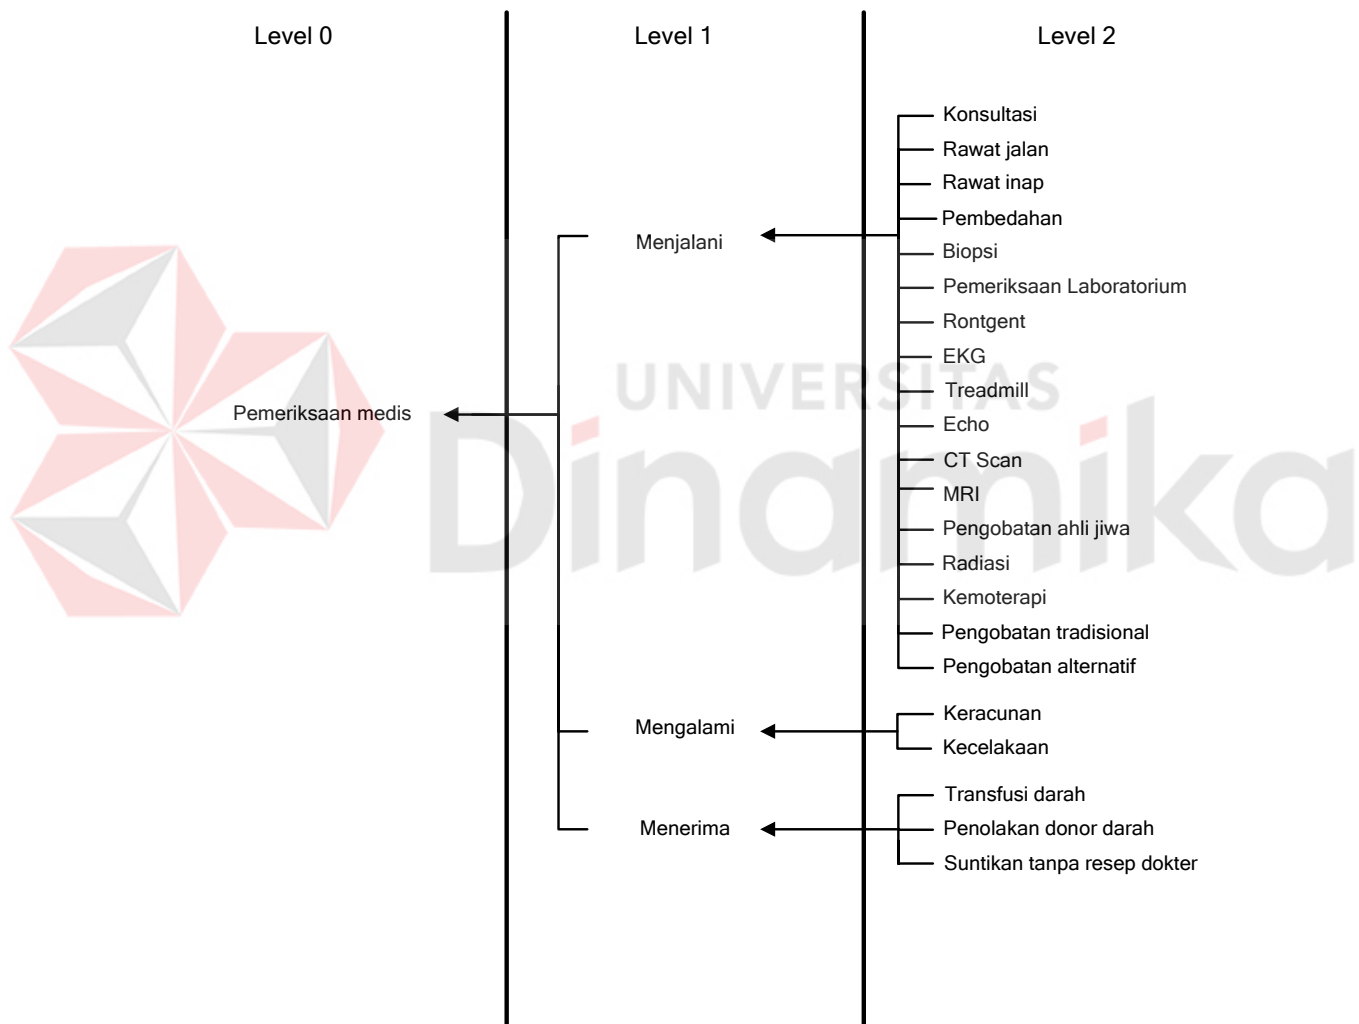 Level 0
Level 1
Level 2
Konsultasi
Rawat jalan
Rawat inap
Pembedahan
Menjalani
Biopsi
Pemeriksaan Laboratorium
Rontgent
EKG
UNIVERSITAS
Treadmill
Pemeriksaan medis
Dinamika
Echo
CT Scan
MRI
Pengobatan ahli jiwa
Radiasi
Kemoterapi
Pengobatan tradisional
Pengobatan alternatif
Mengalami
Keracunan
Kecelakaan
Menerima
Transfusi darah
Penolakan donor darah
Suntikan tanpa resep dokter